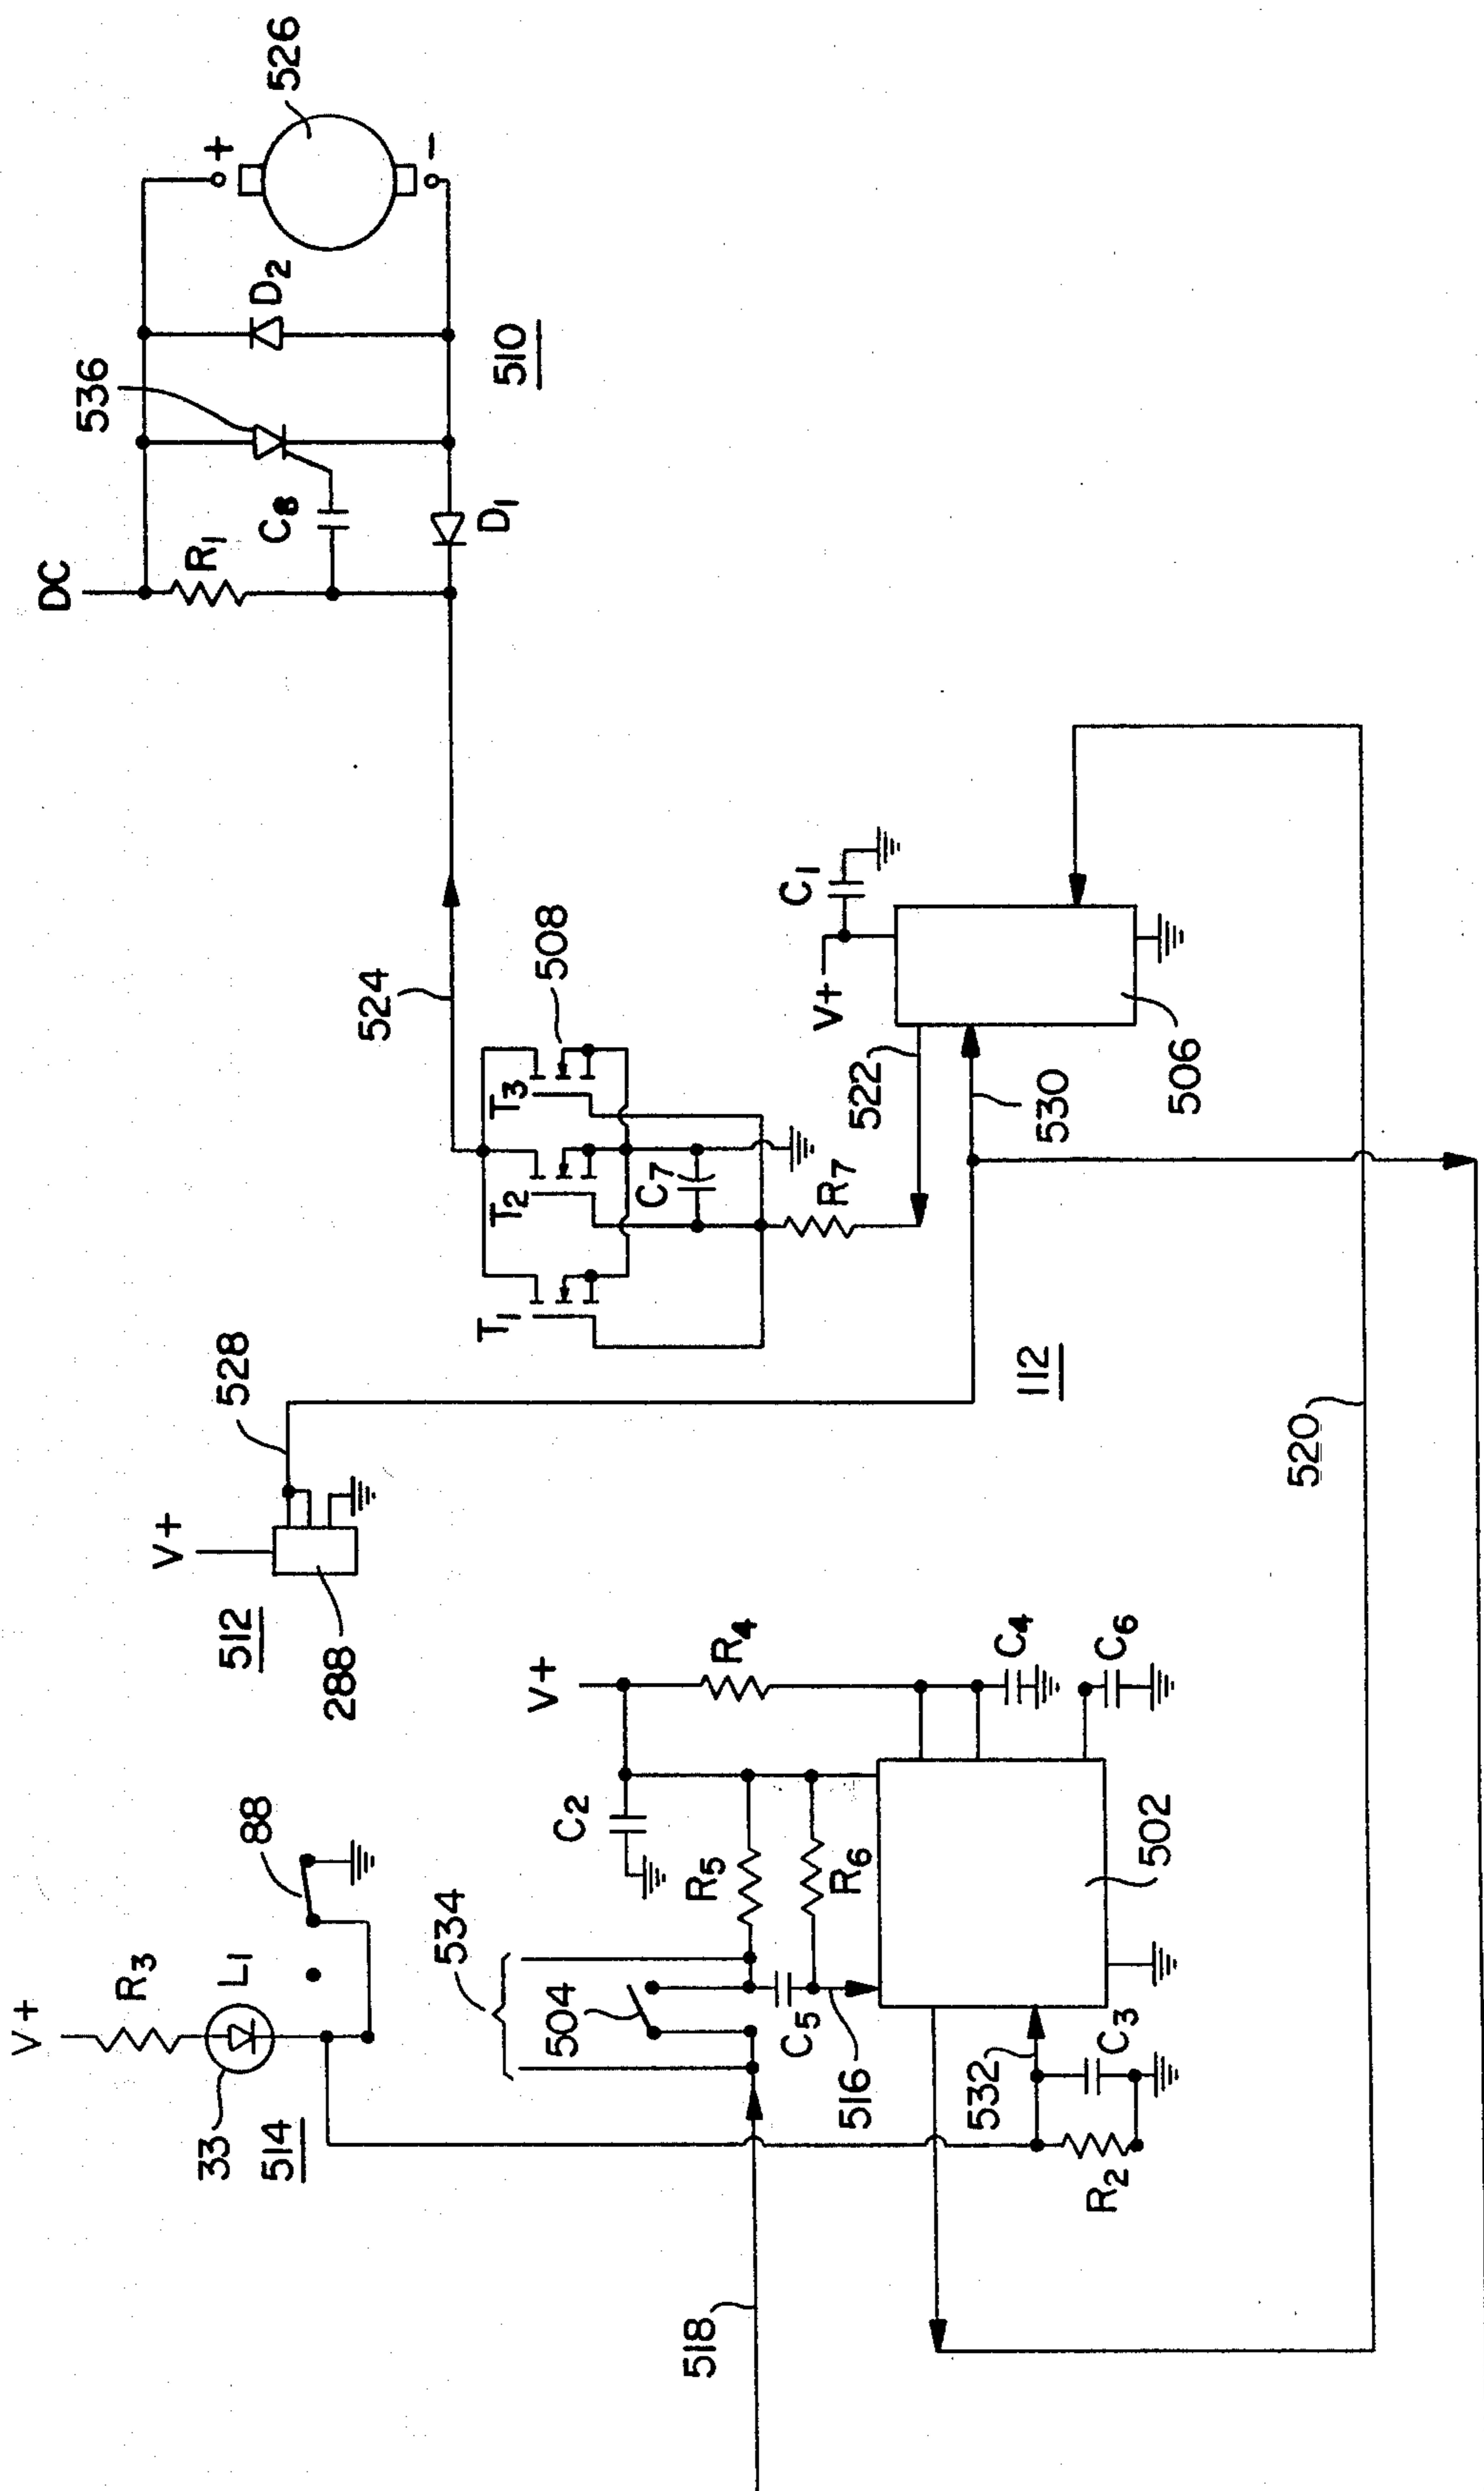 DC
536
526
+
-
D2
C8
R1
D1
510
524
508
T1
T2
T3
C7
R7
528
V+
512
288
V+
C1
522
530
506
112
520
V+
R3
L1
33
514
88
534
504
518
V+
C2
R4
R5
R6
C5
516
C4
C6
502
532
C3
R2